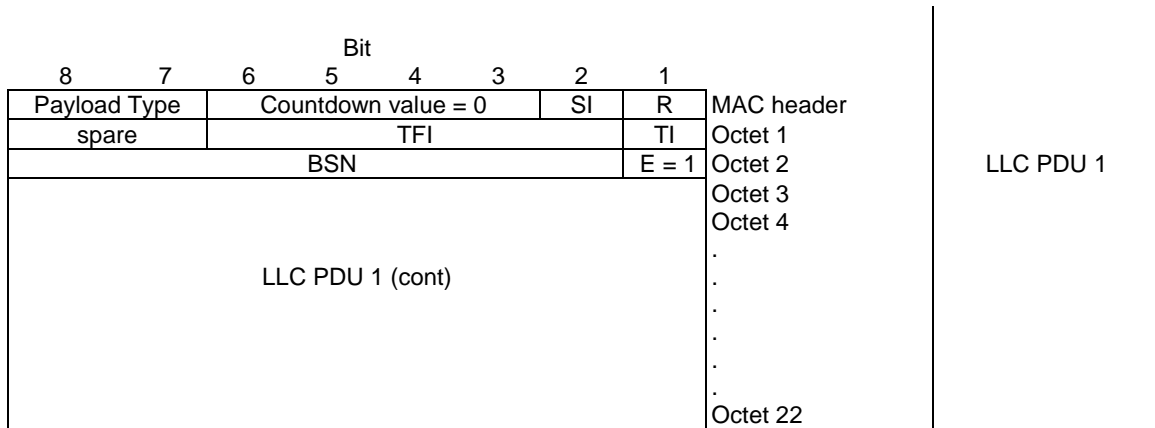 Bit
8 7 6 5 4 3 2 1
Payload Type Countdown value = 0 SI R MAC header
spare TFI TI Octet 1
BSN E = 1 Octet 2 LLC PDU 1
Octet 3
Octet 4
.
LLC PDU 1 (cont) .
.
.
.
.
Octet 22